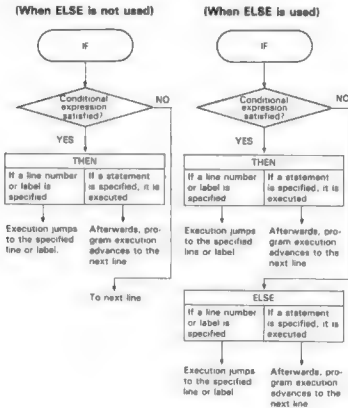 (When ELSE is not used)
IF
Conditional
expression
satisfied?
NO
YES
THEN
If a line number
or label is
specified
If a statement
is specified, it is
executed
Execution jumps
to the specified
line or label.
Afterwards, pro-
gram execution
advances to the
next line
To next line
(When ELSE is used)
IF
Conditional
expression
satisfied?
NO
YES
THEN
If a line number
or label is
specified
If a statement
is specified, it is
executed
Execution jumps
to the specified
line or label
Afterwards, pro-
gram execution
advances to the
next line
ELSE
If a line number
or label is
specified
If a statement
is specified, it is
executed
Execution jumps
to the specified
line or label
Afterwards, pro-
gram execution
advances to the
next line